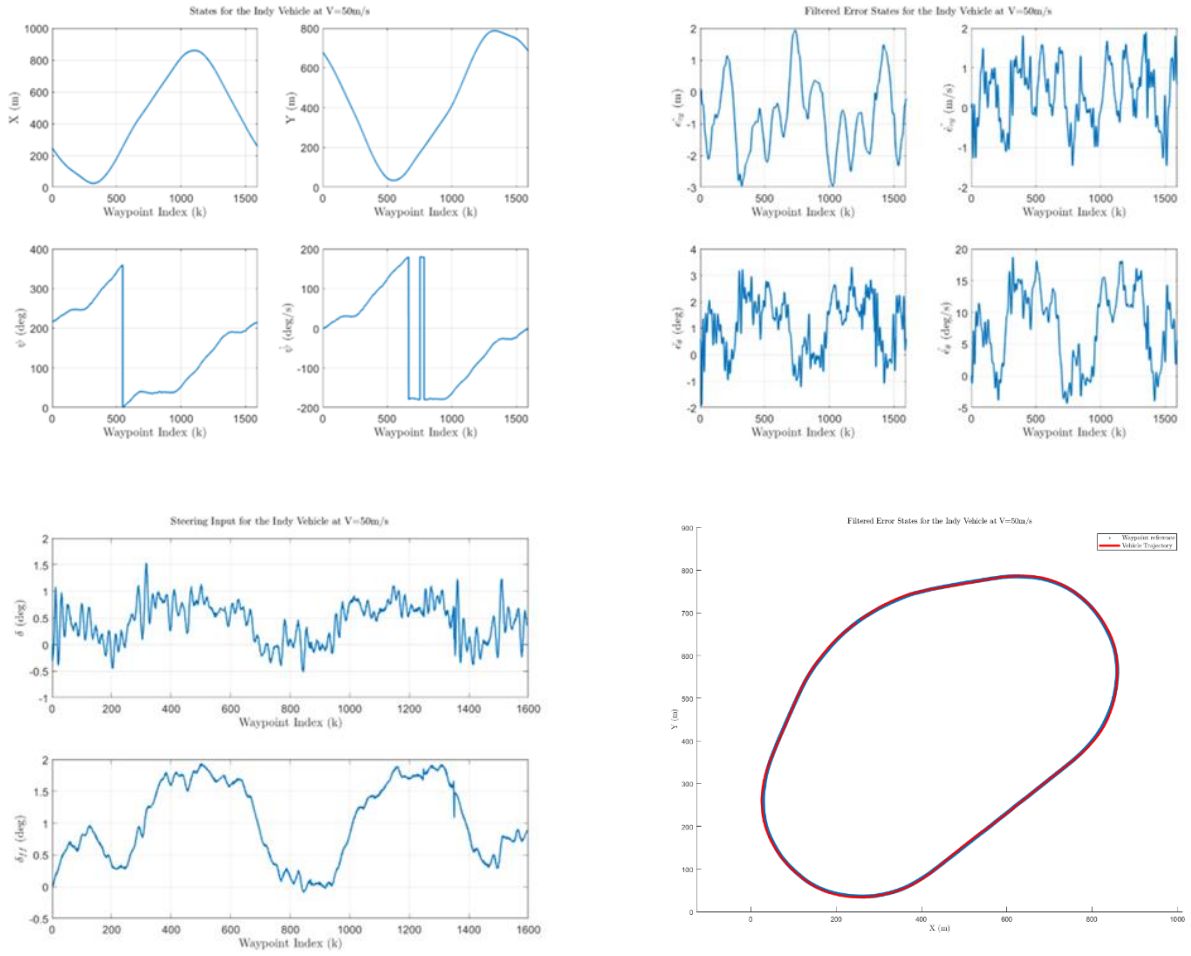 States for the Indy Vehicle at V=50m/s
X (m)
1000
800
600
400
200
0
0 500 1000 1500
Waypoint Index (k)
Y (m)
800
600
400
200
0
0 500 1000 1500
Waypoint Index (k)
ψ (deg)
400
300
200
100
0
0 500 1000 1500
Waypoint Index (k)
ψ̇ (deg/s)
200
100
0
-100
-200
0 500 1000 1500
Waypoint Index (k)
Filtered Error States for the Indy Vehicle at V=50m/s
(m)
2
1
0
-1
-2
-3
0 500 1000 1500
Waypoint Index (k)
(m/s)
2
1
0
-1
-2
0 500 1000 1500
Waypoint Index (k)
(deg)
4
3
2
1
0
-1
-2
0 500 1000 1500
Waypoint Index (k)
(deg/s)
20
15
10
5
0
-5
0 500 1000 1500
Waypoint Index (k)
Steering Input for the Indy Vehicle at V=50m/s
δ (deg)
2
1.5
1
0.5
0
-0.5
-1
0 200 400 600 800 1000 1200 1400 1600
Waypoint Index (k)
δff (deg)
2
1.5
1
0.5
0
-0.5
0 200 400 600 800 1000 1200 1400 1600
Waypoint Index (k)
Filtered Error States for the Indy Vehicle at V=50m/s
Waypoint reference
Vehicle Trajectory
Y (m)
900
800
700
600
500
400
300
200
100
0
0 200 400 600 800 1000
X (m)